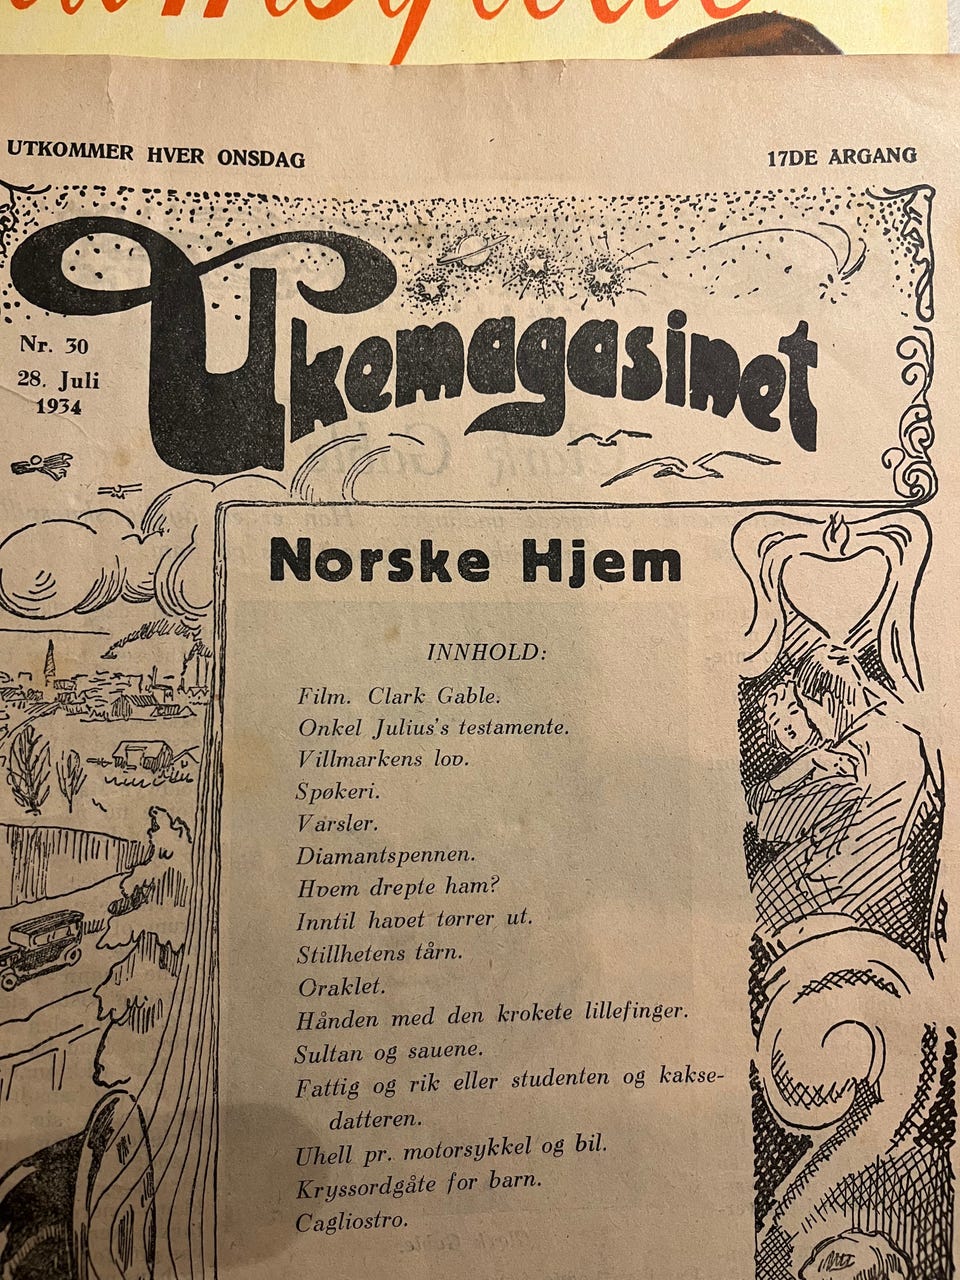 UTKOMMER HVER ONSDAG
17DE ARGANG
Ukemagasinet
Nr. 30
28. Juli
1934
Norske Hjem
INNHOLD:
Film. Clark Gable.
Onkel Julius's testamente.
Villmarkens lov.
Spøkeri.
Varsler.
Diamantspennen.
Hvem drepte ham?
Inntil havet tørrer ut.
Stillhetens tårn.
Oraklet.
Hånden med den krokete lillefinger.
Sultan og sauene.
Fattig og rik eller studenten og kakse-
datteren.
Uhell pr. motorsykkel og bil.
Kryssordgåte for barn.
Cagliostro.